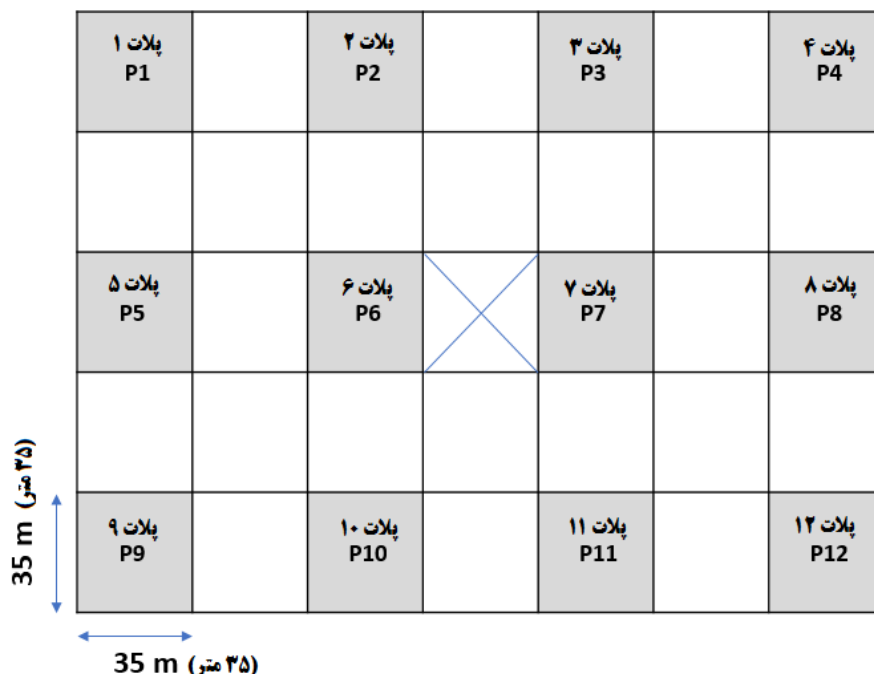 پلات ۱
P1
پلات ۲
P2
پلات ۳
P3
پلات ۴
P4
پلات ۵
P5
پلات ۶
P6
پلات ۷
P7
پلات ۸
P8
پلات ۹
P9
پلات ۱۰
P10
پلات ۱۱
P11
پلات ۱۲
P12
35 m (۳۵ متر)
35 m (۳۵ متر)